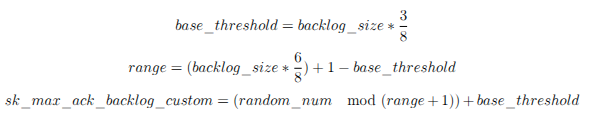 base_threshold = backlog_size * 3/8
range = (backlog_size * 6/8) + 1 − base_threshold
sk_max_ack_backlog_custom = (random_num mod (range + 1)) + base_threshold